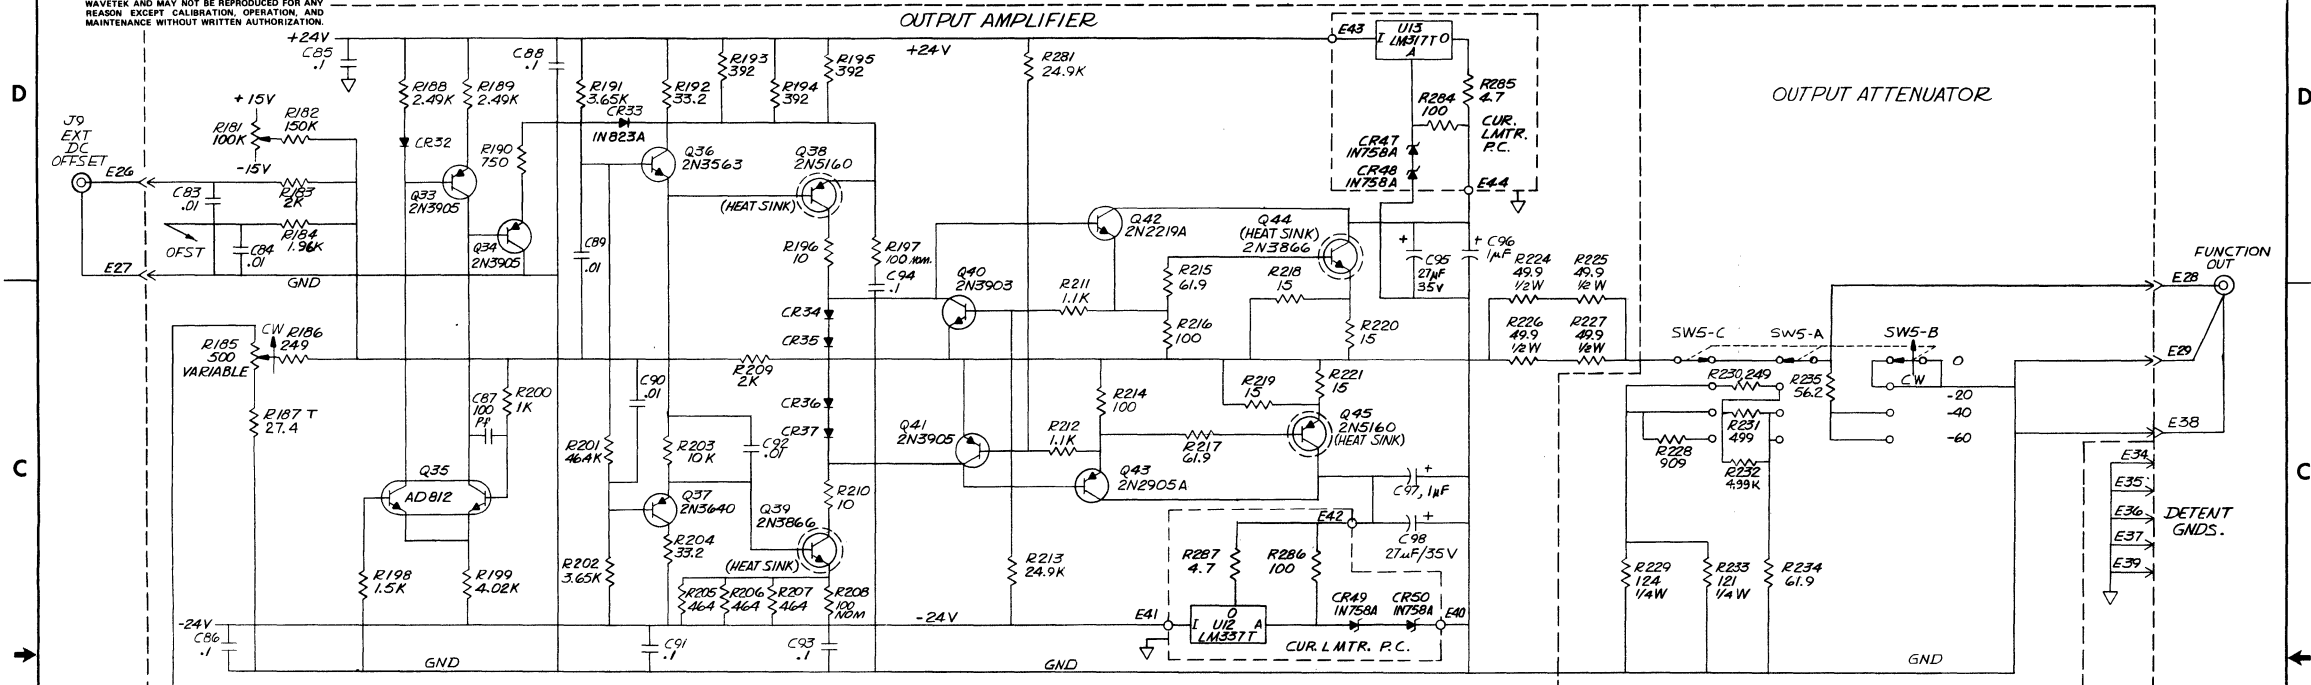 WAVETEK AND MAY NOT BE REPRODUCED FOR ANY
REASON EXCEPT CALIBRATION, OPERATION, AND
MAINTENANCE WITHOUT WRITTEN AUTHORIZATION.
OUTPUT AMPLIFIER
OUTPUT ATTENUATOR
D
D
C
C
+24V
C85
.1
C88
.1
+24V
R188
2.49K
R189
2.49K
R191
3.65K
R192
33.2
R193
392
R194
392
R195
392
R281
24.9K
E43
U13
I LM317T O
A
R285
4.7
R284
100
CUR.
LMTR.
P.C.
CR47
1N758A
CR48
1N758A
E44
J9
EXT
DC
OFFSET
E26
E27
+15V
R181
100K
-15V
R182
150K
C83
.01
R183
2K
R184
1.96K
OFST
C84
.01
GND
CR32
Q33
2N3905
R190
750
Q34
2N3905
CR33
1N823A
Q36
2N3563
Q38
2N5160
(HEAT SINK)
C89
.01
R196
10
R197
100 NOM.
C94
.1
CR34
CR35
Q40
2N3903
R211
1.1K
Q42
2N2219A
Q44
(HEAT SINK)
2N3866
R215
61.9
R218
15
R216
100
R220
15
+
C95
27µF
35V
+
C96
1µF
R224
49.9
1/2W
R225
49.9
1/2W
R226
49.9
1/2W
R227
49.9
1/2W
SW5-C
SW5-A
SW5-B
FUNCTION
OUT
E28
E29
E38
0
CW
-20
-40
-60
R230, 249
R235
56.2
R231
499
R228
909
R232
4.99K
R229
124
1/4W
R233
121
1/4W
R234
61.9
E34
E35
E36
E37
E39
DETENT
GNDS.
R185
500
VARIABLE
CW
R186
249
R187 T
27.4
C87
100
Pf
R200
1K
Q35
AD812
R198
1.5K
R199
4.02K
C90
.01
R209
2K
R201
46.4K
R203
10K
C92
.01
CR36
CR37
Q37
2N3640
Q39
2N3866
(HEAT SINK)
R210
10
R202
3.65K
R204
33.2
R205
464
R206
464
R207
464
R208
100
NOM
Q41
2N3905
R212
1.1K
R214
100
R213
24.9K
Q43
2N2905A
R217
61.9
R219
15
R221
15
Q45
2N5160
(HEAT SINK)
+
C97, 1µF
+
C98
27µF/35V
E42
R287
4.7
R286
100
CR49
1N758A
CR50
1N758A
E40
E41
O
I U12 A
LM337T
CUR. LMTR. P.C.
-24V
C86
.1
C91
.1
C93
.1
-24V
GND
GND
GND